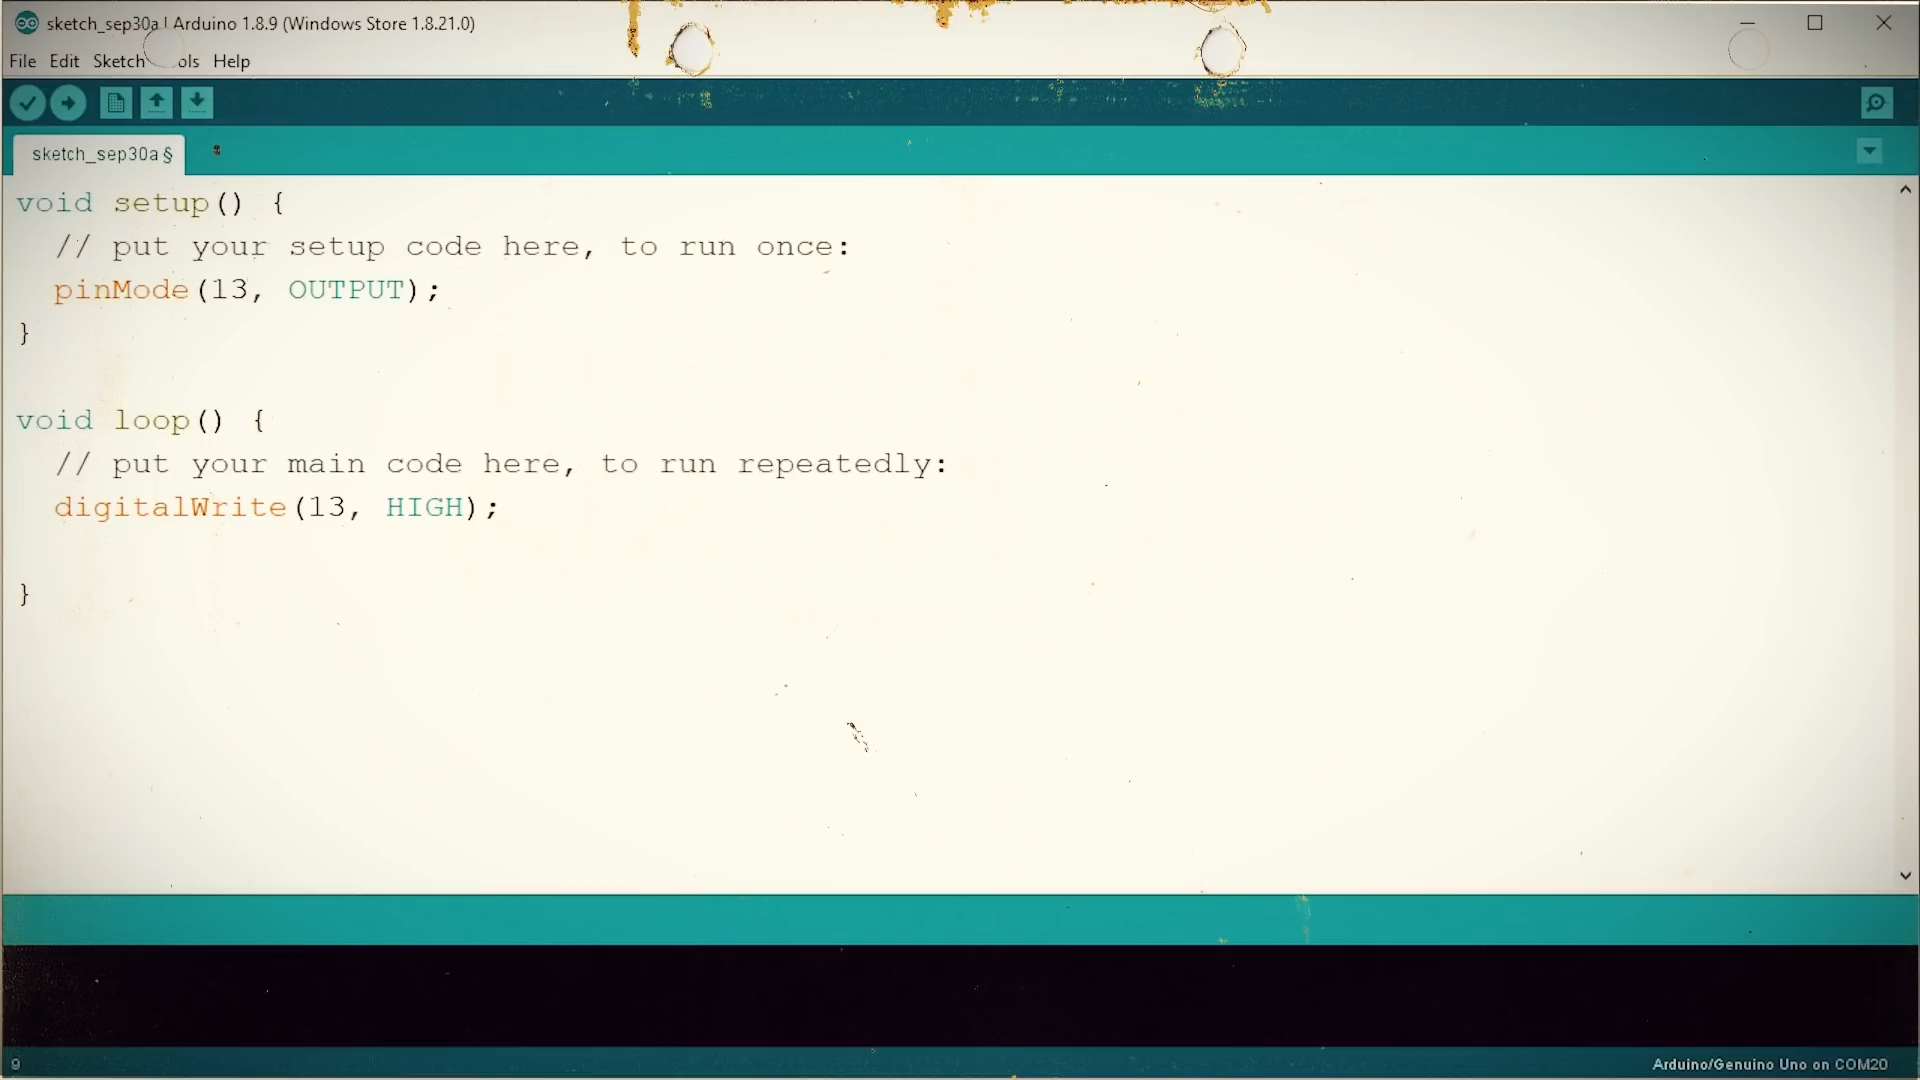 sketch_sep30a | Arduino 1.8.9 (Windows Store 1.8.21.0)
File Edit Sketch ols Help
sketch_sep30a §
void setup() {
  // put your setup code here, to run once:
  pinMode(13, OUTPUT);
}
void loop() {
  // put your main code here, to run repeatedly:
  digitalWrite(13, HIGH);
}
9
Arduino/Genuino Uno on COM20